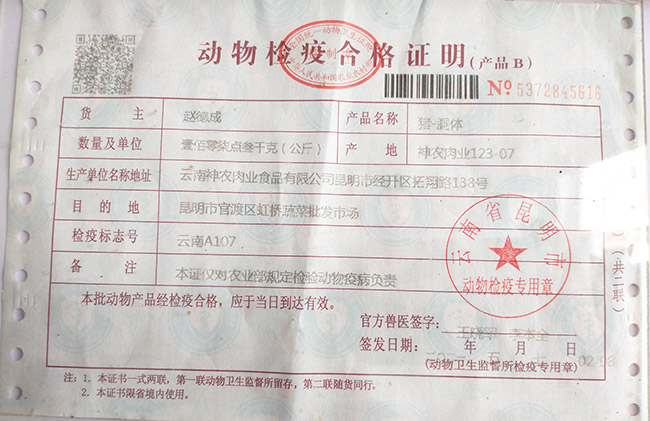 动物检疫合格证明(产品 B)
№ 5372845616
货 主 赵德成 产品名称 猪-胴体
数量及单位 壹佰零柒点叁千克（公斤） 产 地 神农肉业123-07
生产单位名称地址 云南神农肉业食品有限公司昆明市经开区拓翔路138号
目 的 地 昆明市官渡区虹桥蔬菜批发市场
检疫标志号 云南A107
备 注 本证仅对农业部规定检验动物疫病负责
云南省昆明市
动物检疫专用章
本批动物产品经检疫合格，应于当日到达有效。
官方兽医签字：
签发日期： 年 月 日
02:08
(动物卫生监督所检疫专用章)
注：1．本证书一式两联，第一联动物卫生监督所留存，第二联随货同行。
2．本证书限省境内使用。
（共二联）